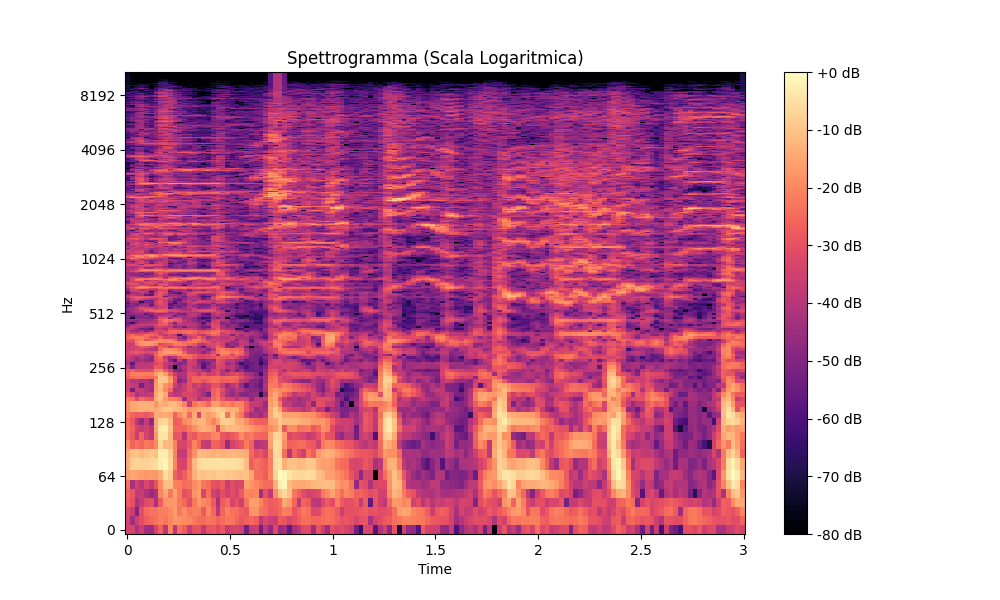 Spettrogramma (Scala Logaritmica)
Hz
8192
4096
2048
1024
512
256
128
64
0
0
0.5
1
1.5
2
2.5
3
Time
+0 dB
-10 dB
-20 dB
-30 dB
-40 dB
-50 dB
-60 dB
-70 dB
-80 dB